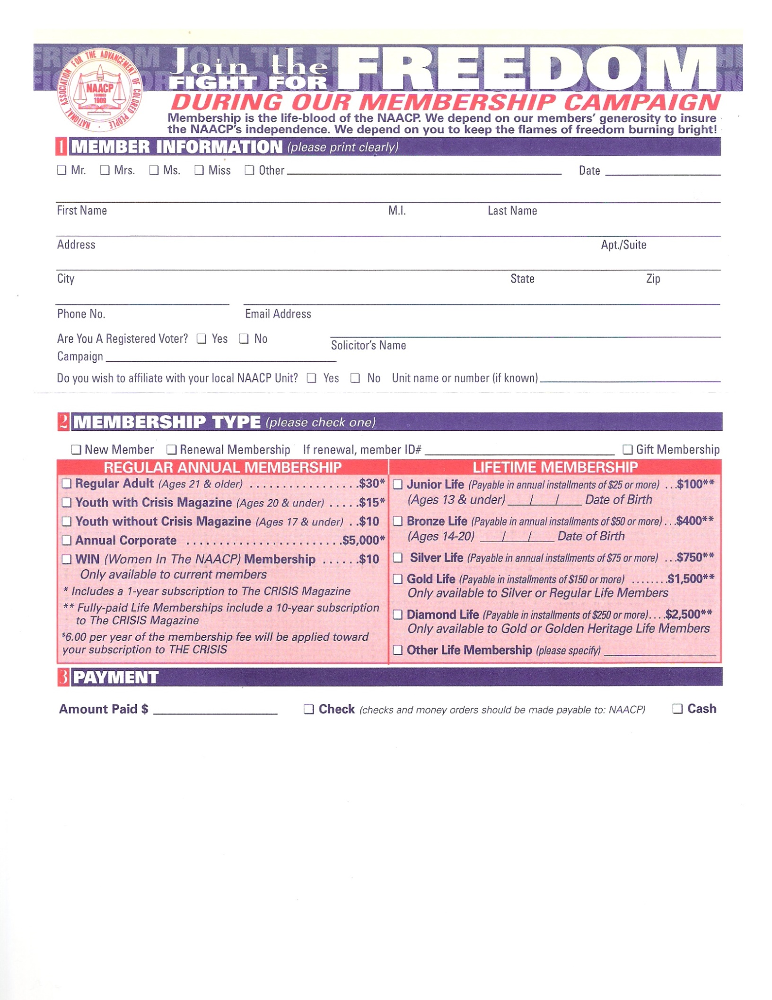 NATIONAL ASSOCIATION FOR THE ADVANCEMENT OF COLORED PEOPLE
NAACP
FOUNDED
1909
Join the
FIGHT FOR
FREEDOM
DURING OUR MEMBERSHIP CAMPAIGN
Membership is the life-blood of the NAACP. We depend on our members' generosity to insure
the NAACP's independence. We depend on you to keep the flames of freedom burning bright!
1 MEMBER INFORMATION (please print clearly)
❏ Mr. ❏ Mrs. ❏ Ms. ❏ Miss ❏ Other____ Date ____
First Name M.I. Last Name
Address Apt./Suite
City State Zip
Phone No. Email Address
Are You A Registered Voter? ❏ Yes ❏ No
Solicitor's Name
Campaign ____
Do you wish to affiliate with your local NAACP Unit? ❏ Yes ❏ No Unit name or number (if known)____
2 MEMBERSHIP TYPE (please check one)
❏ New Member ❏ Renewal Membership If renewal, member ID# ____ ❏ Gift Membership
REGULAR ANNUAL MEMBERSHIP
❏ Regular Adult (Ages 21 & older) .................$30*
❏ Youth with Crisis Magazine (Ages 20 & under) .....$15*
❏ Youth without Crisis Magazine (Ages 17 & under) ..$10
❏ Annual Corporate .......................$5,000*
❏ WIN (Women In The NAACP) Membership ......$10
Only available to current members
* Includes a 1-year subscription to The CRISIS Magazine
** Fully-paid Life Memberships include a 10-year subscription
to The CRISIS Magazine
$6.00 per year of the membership fee will be applied toward
your subscription to THE CRISIS
LIFETIME MEMBERSHIP
❏ Junior Life (Payable in annual installments of $25 or more) ...$100**
(Ages 13 & under) ____/____/____ Date of Birth
❏ Bronze Life (Payable in annual installments of $50 or more)...$400**
(Ages 14-20) ____/____/____ Date of Birth
❏ Silver Life (Payable in annual installments of $75 or more) ...$750**
❏ Gold Life (Payable in installments of $150 or more) ........$1,500**
Only available to Silver or Regular Life Members
❏ Diamond Life (Payable in installments of $250 or more)....$2,500**
Only available to Gold or Golden Heritage Life Members
❏ Other Life Membership (please specify) ____
3 PAYMENT
Amount Paid $ ____ ❏ Check (checks and money orders should be made payable to: NAACP) ❏ Cash